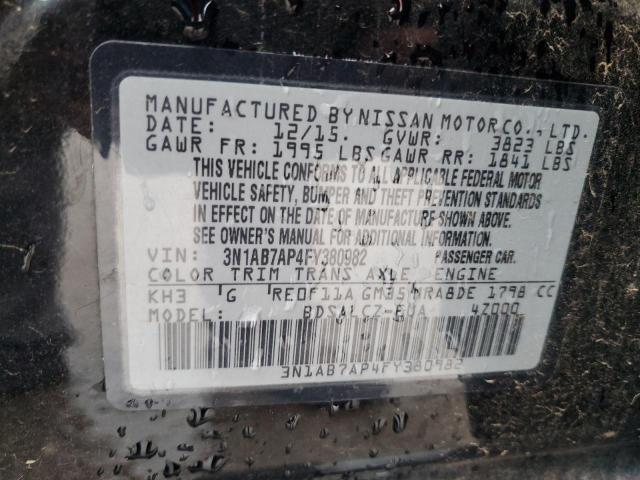 MANUFACTURED BY NISSAN MOTOR CO., LTD.
DATE: 12/15. GVWR: 3823 LBS
GAWR FR: 1995 LBS GAWR RR: 1841 LBS
THIS VEHICLE CONFORMS TO ALL APPLICABLE FEDERAL MOTOR
VEHICLE SAFETY, BUMPER AND THEFT PREVENTION STANDARDS
IN EFFECT ON THE DATE OF MANUFACTURE SHOWN ABOVE.
SEE OWNER'S MANUAL FOR ADDITIONAL INFORMATION
VIN: 3N1AB7AP4FY380982 PASSENGER CAR.
COLOR TRIM TRANS AXLE ENGINE
KH3 G RE0F11A GM35 MRA8DE 1798 CC
MODEL: BDSALCZ-EUA 4Z000
3N1AB7AP4FY380982